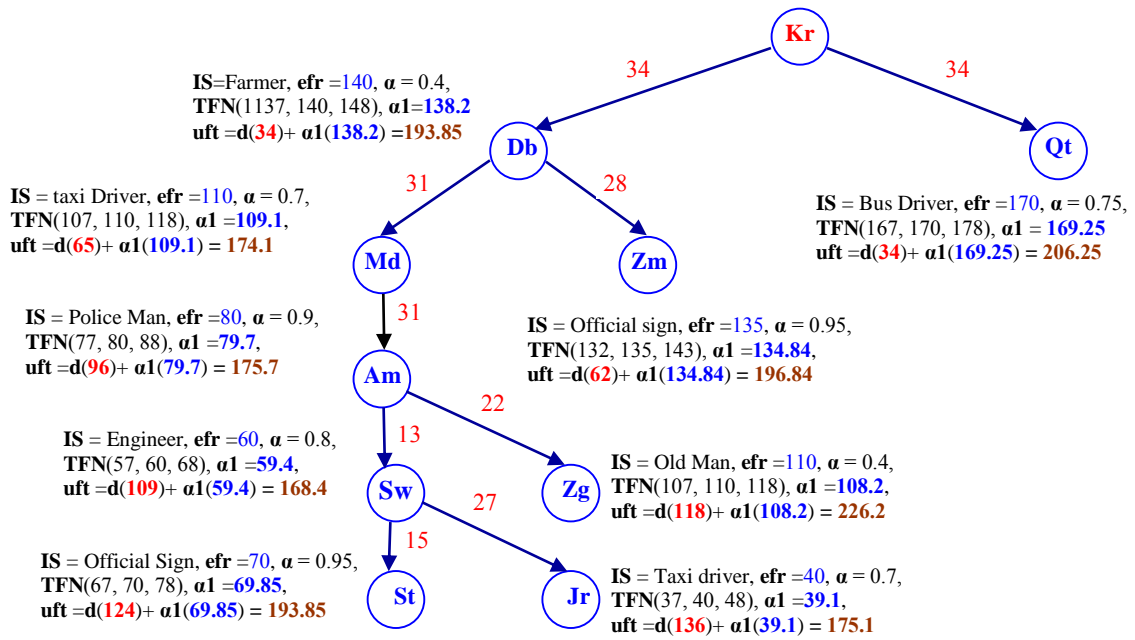 Kr
34
34
IS=Farmer, efr =140, α = 0.4,
TFN(1137, 140, 148), α1=138.2
uft =d(34)+ α1(138.2) =193.85
Db
Qt
31
28
IS = taxi Driver, efr =110, α = 0.7,
TFN(107, 110, 118), α1 =109.1,
uft =d(65)+ α1(109.1) = 174.1
IS = Bus Driver, efr =170, α = 0.75,
TFN(167, 170, 178), α1 = 169.25
uft =d(34)+ α1(169.25) = 206.25
Md
Zm
31
IS = Police Man, efr =80, α = 0.9,
TFN(77, 80, 88), α1 =79.7,
uft =d(96)+ α1(79.7) = 175.7
IS = Official sign, efr =135, α = 0.95,
TFN(132, 135, 143), α1 =134.84,
uft =d(62)+ α1(134.84) = 196.84
Am
22
13
IS = Engineer, efr =60, α = 0.8,
TFN(57, 60, 68), α1 =59.4,
uft =d(109)+ α1(59.4) = 168.4
IS = Old Man, efr =110, α = 0.4,
TFN(107, 110, 118), α1 =108.2,
uft =d(118)+ α1(108.2) = 226.2
Sw
Zg
27
15
IS = Official Sign, efr =70, α = 0.95,
TFN(67, 70, 78), α1 =69.85,
uft =d(124)+ α1(69.85) = 193.85
St
Jr
IS = Taxi driver, efr =40, α = 0.7,
TFN(37, 40, 48), α1 =39.1,
uft =d(136)+ α1(39.1) = 175.1